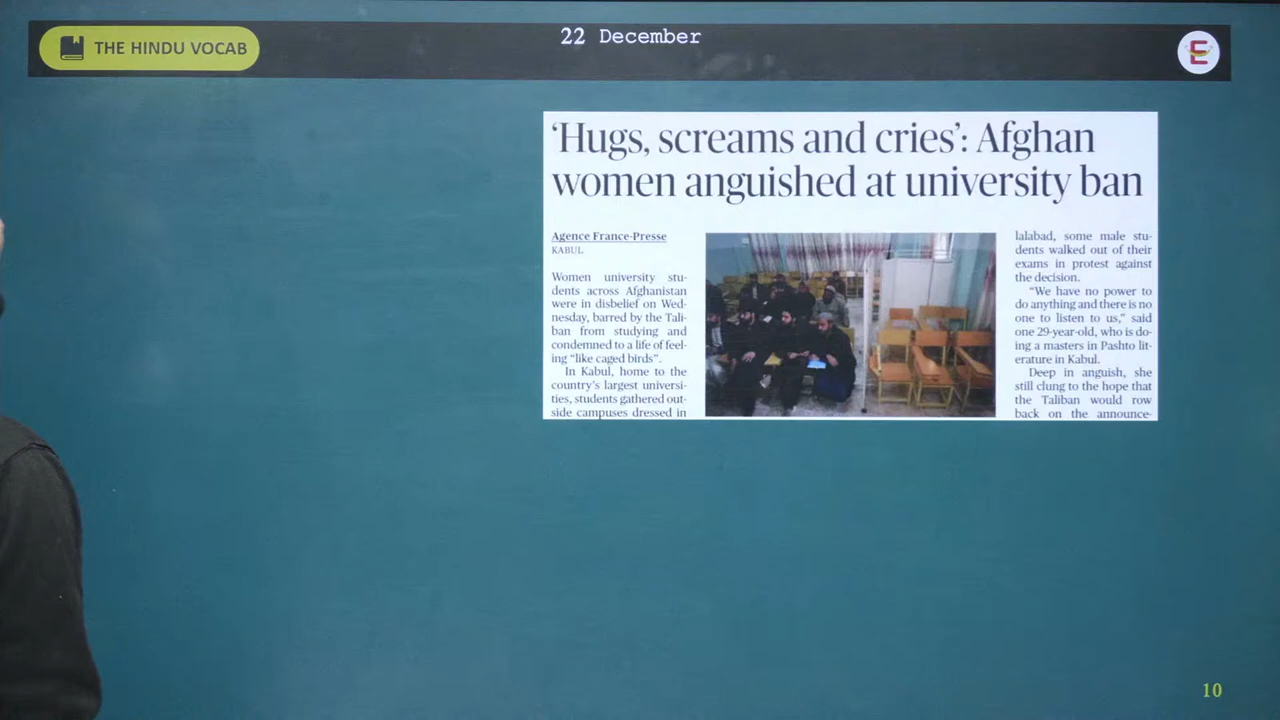 THE HINDU VOCAB
22 December
‘Hugs, screams and cries’: Afghan
women anguished at university ban
Agence France-Presse
KABUL
Women university stu-
dents across Afghanistan
were in disbelief on Wed-
nesday, barred by the Tali-
ban from studying and
condemned to a life of feel-
ing “like caged birds”.
In Kabul, home to the
country’s largest universi-
ties, students gathered out-
side campuses dressed in
lalabad, some male stu-
dents walked out of their
exams in protest against
the decision.
“We have no power to
do anything and there is no
one to listen to us,” said
one 29-year-old, who is do-
ing a masters in Pashto lit-
erature in Kabul.
Deep in anguish, she
still clung to the hope that
the Taliban would row
back on the announce-
10